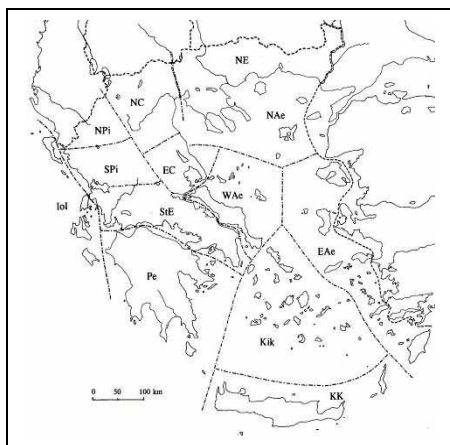 NE
NC
NAe
NPi
SPi
EC
WAe
IoI
StE
EAe
Pe
Kik
0 50 100 km
KK